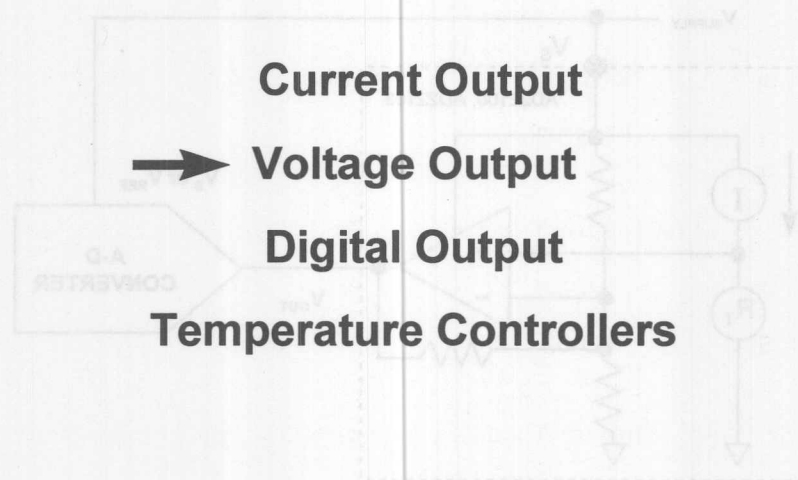 Current Output
Voltage Output
Digital Output
Temperature Controllers